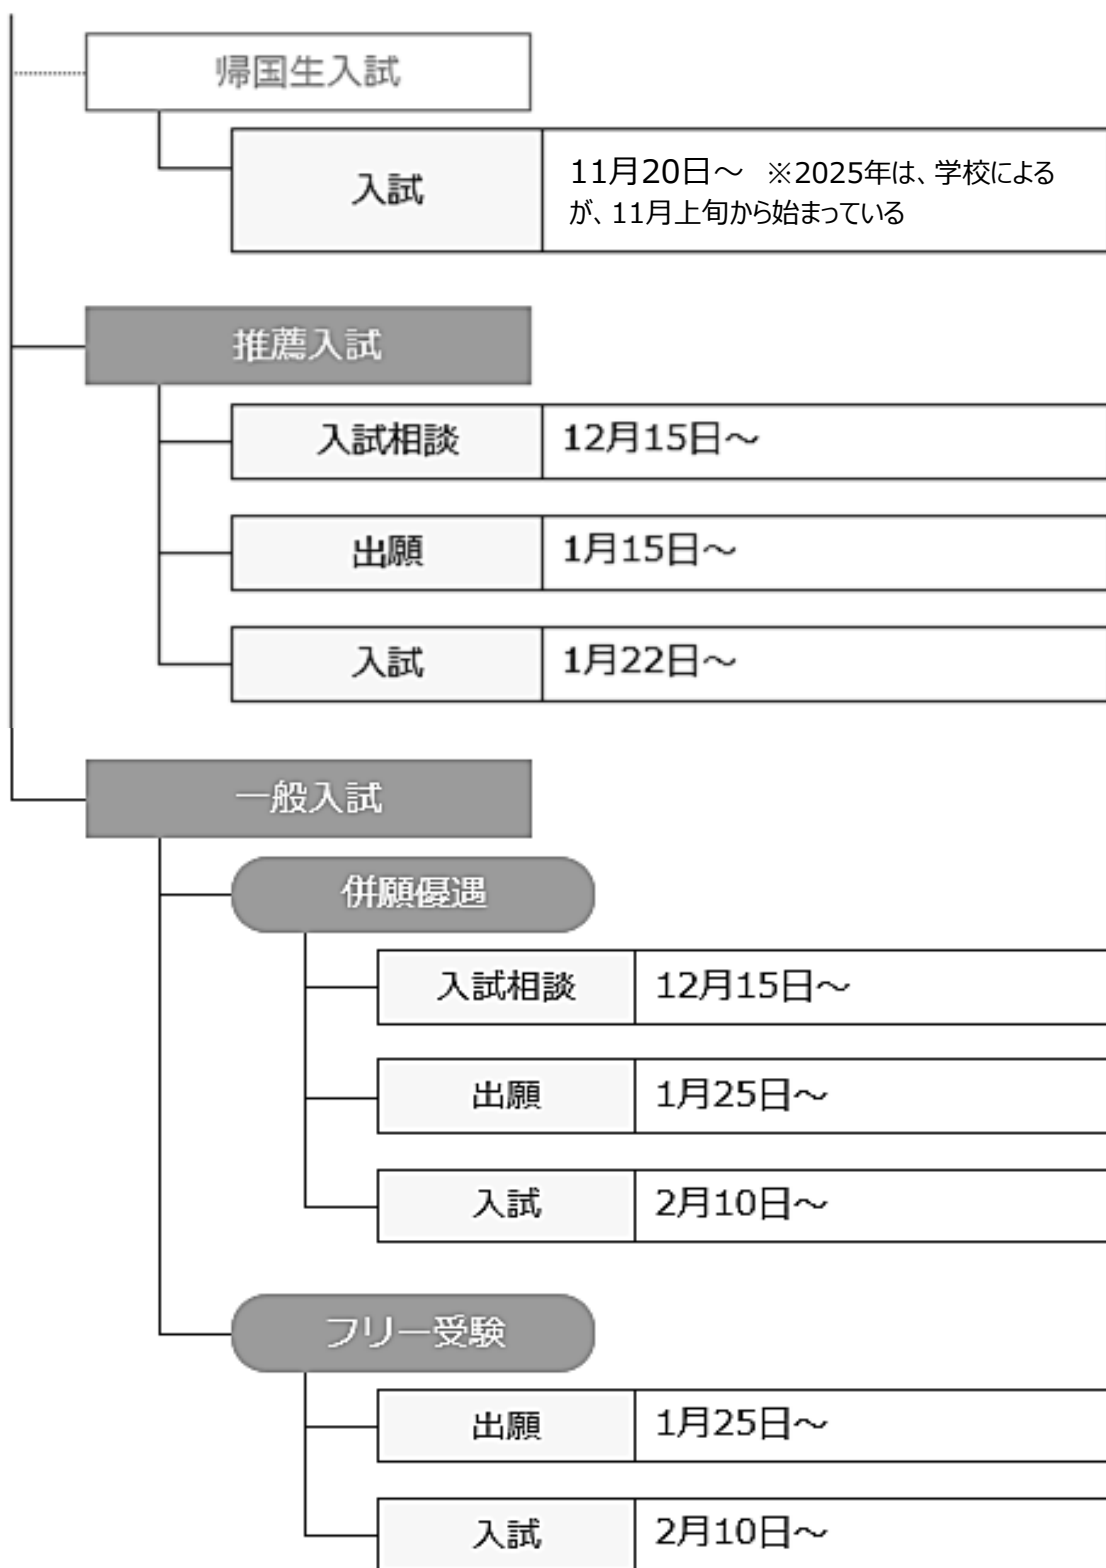 帰国生入試
入試
11月20日～ ※2025年は、学校による
が、11月上旬から始まっている
推薦入試
入試相談
12月15日～
出願
1月15日～
入試
1月22日～
一般入試
併願優遇
入試相談
12月15日～
出願
1月25日～
入試
2月10日～
フリー受験
出願
1月25日～
入試
2月10日～